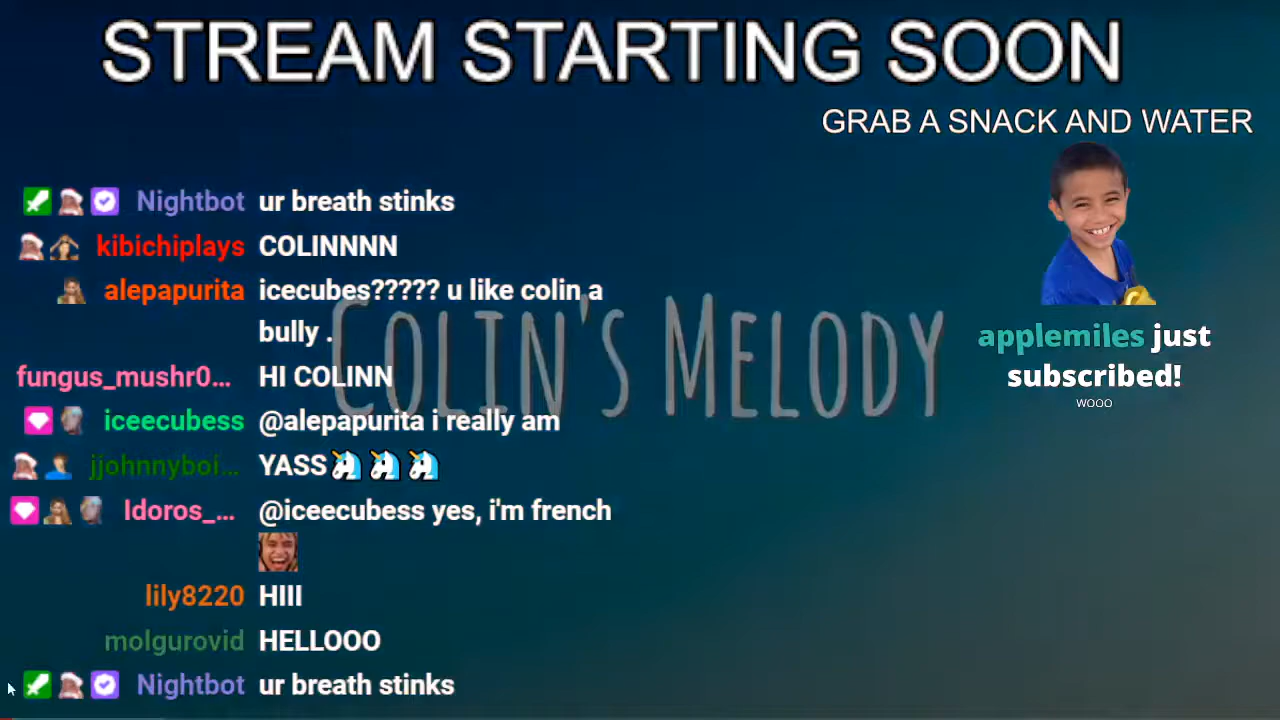 STREAM STARTING SOON
GRAB A SNACK AND WATER
Nightbot ur breath stinks
kibichiplays COLINNNN
alepapurita icecubes????? u like colin a
bully .
fungus_mushr0... HI COLINN
iceecubess @alepapurita i really am
jjohnnyboi... YASS🦄🦄🦄
Idoros_... @iceecubess yes, i'm french
lily8220 HIII
molgurovid HELLOOO
Nightbot ur breath stinks
COLIN'S MELODY
applemiles just
subscribed!
WOOO